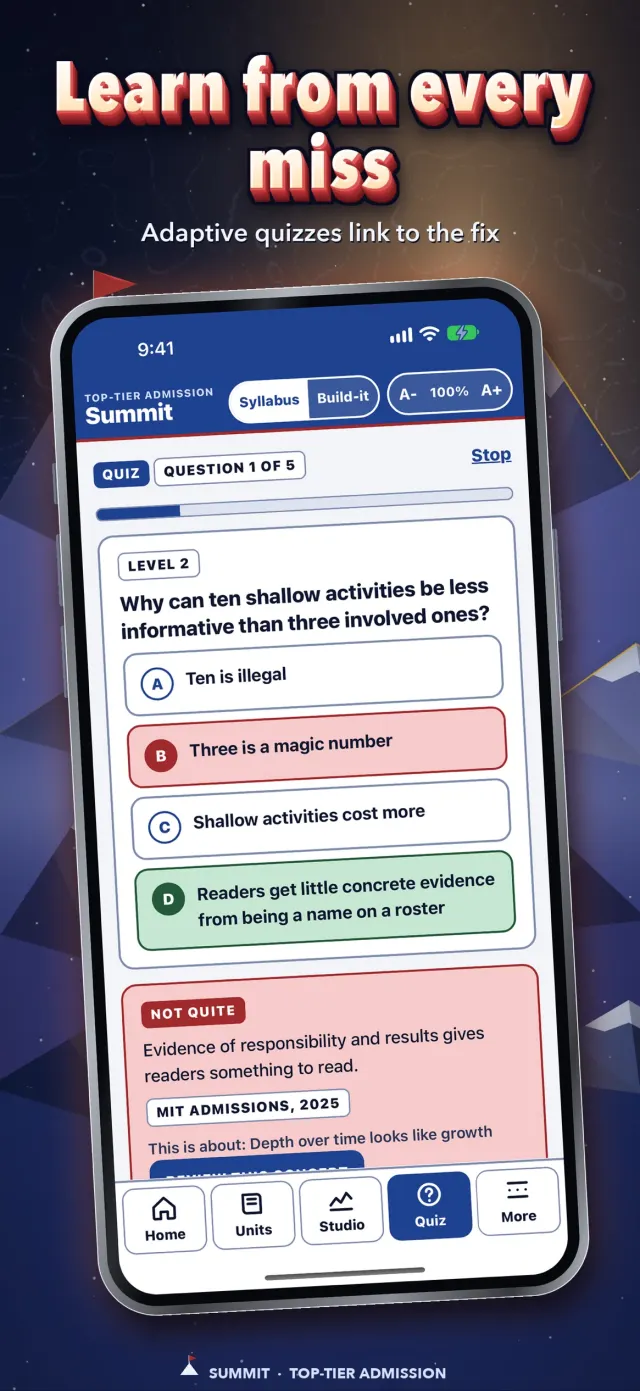 Learn from every
miss
Adaptive quizzes link to the fix
9:41
TOP-TIER ADMISSION
Summit
Syllabus
Build-it
A- 100% A+
QUIZ
QUESTION 1 OF 5
Stop
LEVEL 2
Why can ten shallow activities be less
informative than three involved ones?
A Ten is illegal
B Three is a magic number
C Shallow activities cost more
D Readers get little concrete evidence
from being a name on a roster
NOT QUITE
Evidence of responsibility and results gives
readers something to read.
MIT ADMISSIONS, 2025
This is about: Depth over time looks like growth
REVIEW THIS CONCEPT
Home
Units
Studio
Quiz
More
SUMMIT · TOP-TIER ADMISSION